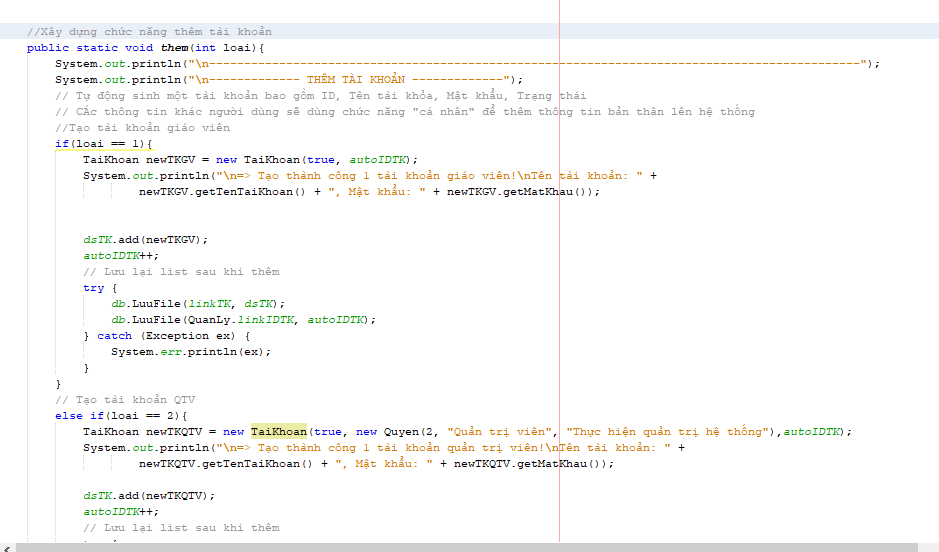 //Xây dựng chức năng thêm tài khoản
public static void them(int loai){
System.out.println("\n---------------------------------------------------------------------------------------------");
System.out.println("\n------------- THÊM TÀI KHOẢN -------------");
// Tự động sinh một tài khoản bao gồm ID, Tên tài khỏa, Mật khẩu, Trạng thái
// CÁc thông tin khác người dùng sẽ dùng chức năng "cá nhân" để thêm thông tin bản thân lên hệ thống
//Tạo tài khoản giáo viên
if(loai == 1){
TaiKhoan newTKGV = new TaiKhoan(true, autoIDTK);
System.out.println("\n=> Tạo thành công 1 tài khoản giáo viên!\nTên tài khoản: " +
newTKGV.getTenTaiKhoan() + ", Mật khẩu: " + newTKGV.getMatKhau());
dsTK.add(newTKGV);
autoIDTK++;
// Lưu lại list sau khi thêm
try {
db.LuuFile(linkTK, dsTK);
db.LuuFile(QuanLy.linkIDTK, autoIDTK);
} catch (Exception ex) {
System.err.println(ex);
}
}
// Tạo tài khoản QTV
else if(loai == 2){
TaiKhoan newTKQTV = new TaiKhoan(true, new Quyen(2, "Quản trị viên", "Thực hiện quản trị hệ thống"),autoIDTK);
System.out.println("\n=> Tạo thành công 1 tài khoản quản trị viên!\nTên tài khoản: " +
newTKQTV.getTenTaiKhoan() + ", Mật khẩu: " + newTKQTV.getMatKhau());
dsTK.add(newTKQTV);
autoIDTK++;
// Lưu lại list sau khi thêm